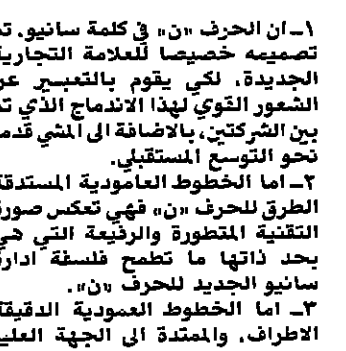 ١ـ ان الحرف «ن» في كلمة سانيو، تم
تصميمه خصيصا للعلامة التجارية
الجديدة، لكي يقوم بالتعبير عن
الشعور القوي لهذا الاندماج الذي تم
بين الشركتين، بالاضافة الى المشي قدما
نحو التوسع المستقبلي.
٢ـ اما الخطوط العامودية المستدقة
الطرق للحرف «ن» فهي تعكس صورة
التقنية المتطورة والرفيعة التي هي
بحد ذاتها ما تطمح فلسفة ادارة
سانيو الجديد للحرف «ن».
٣ـ اما الخطوط العمودية الدقيقة
الاطراف، والممتدة الى الجهة العليا